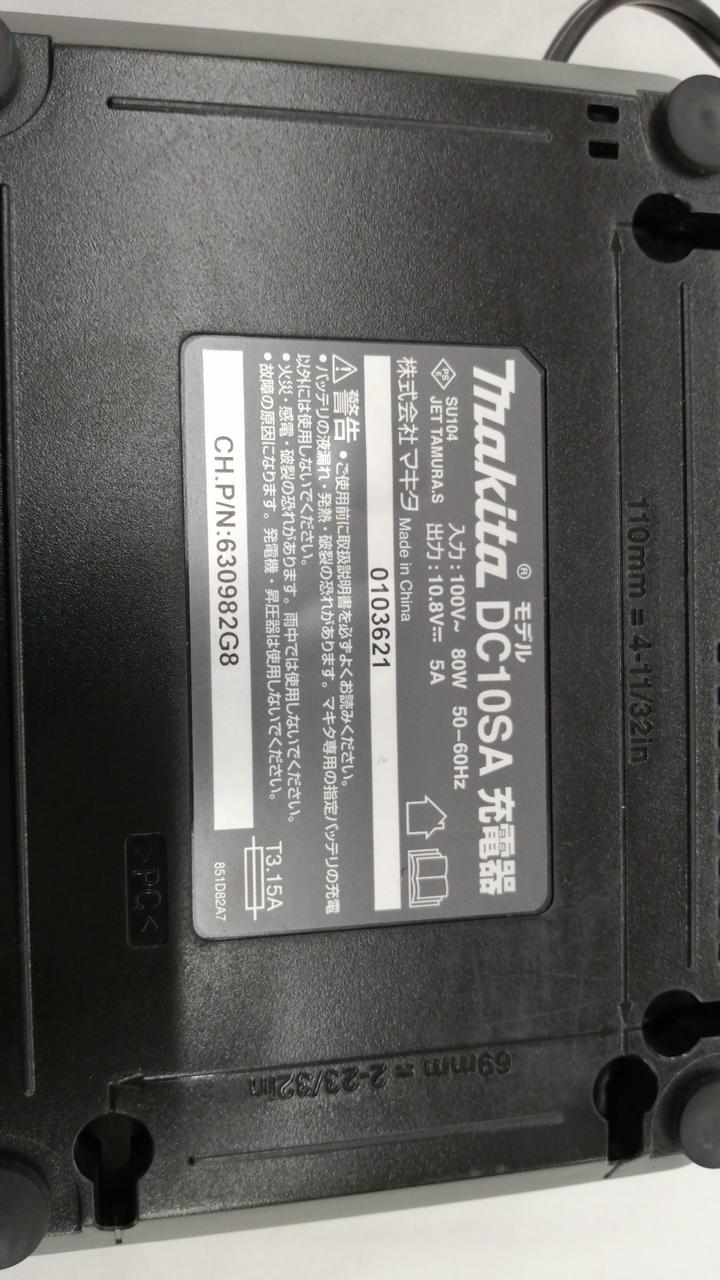 makita® モデル DC10SA 充電器
PS E
SU104
JET TAMURA.S
入力：100V~ 80W 50−60Hz
出力：10.8V⎓ 5A
株式会社 マキタ Made in China
0103621
警告
•ご使用前に取扱説明書を必ずよくお読みください。
•バッテリの液漏れ・発熱・破裂の恐れがあります。マキタ専用の指定バッテリの充電
以外には使用しないでください。
•火災・感電・破裂の恐れがあります。雨中では使用しないでください。
•故障の原因になります。発電機・昇圧器は使用しないでください。
T3.15A
CH.P/N:630982G8
851D82A7
110mm = 4-11/32in
69mm = 2-23/32in
>PC<